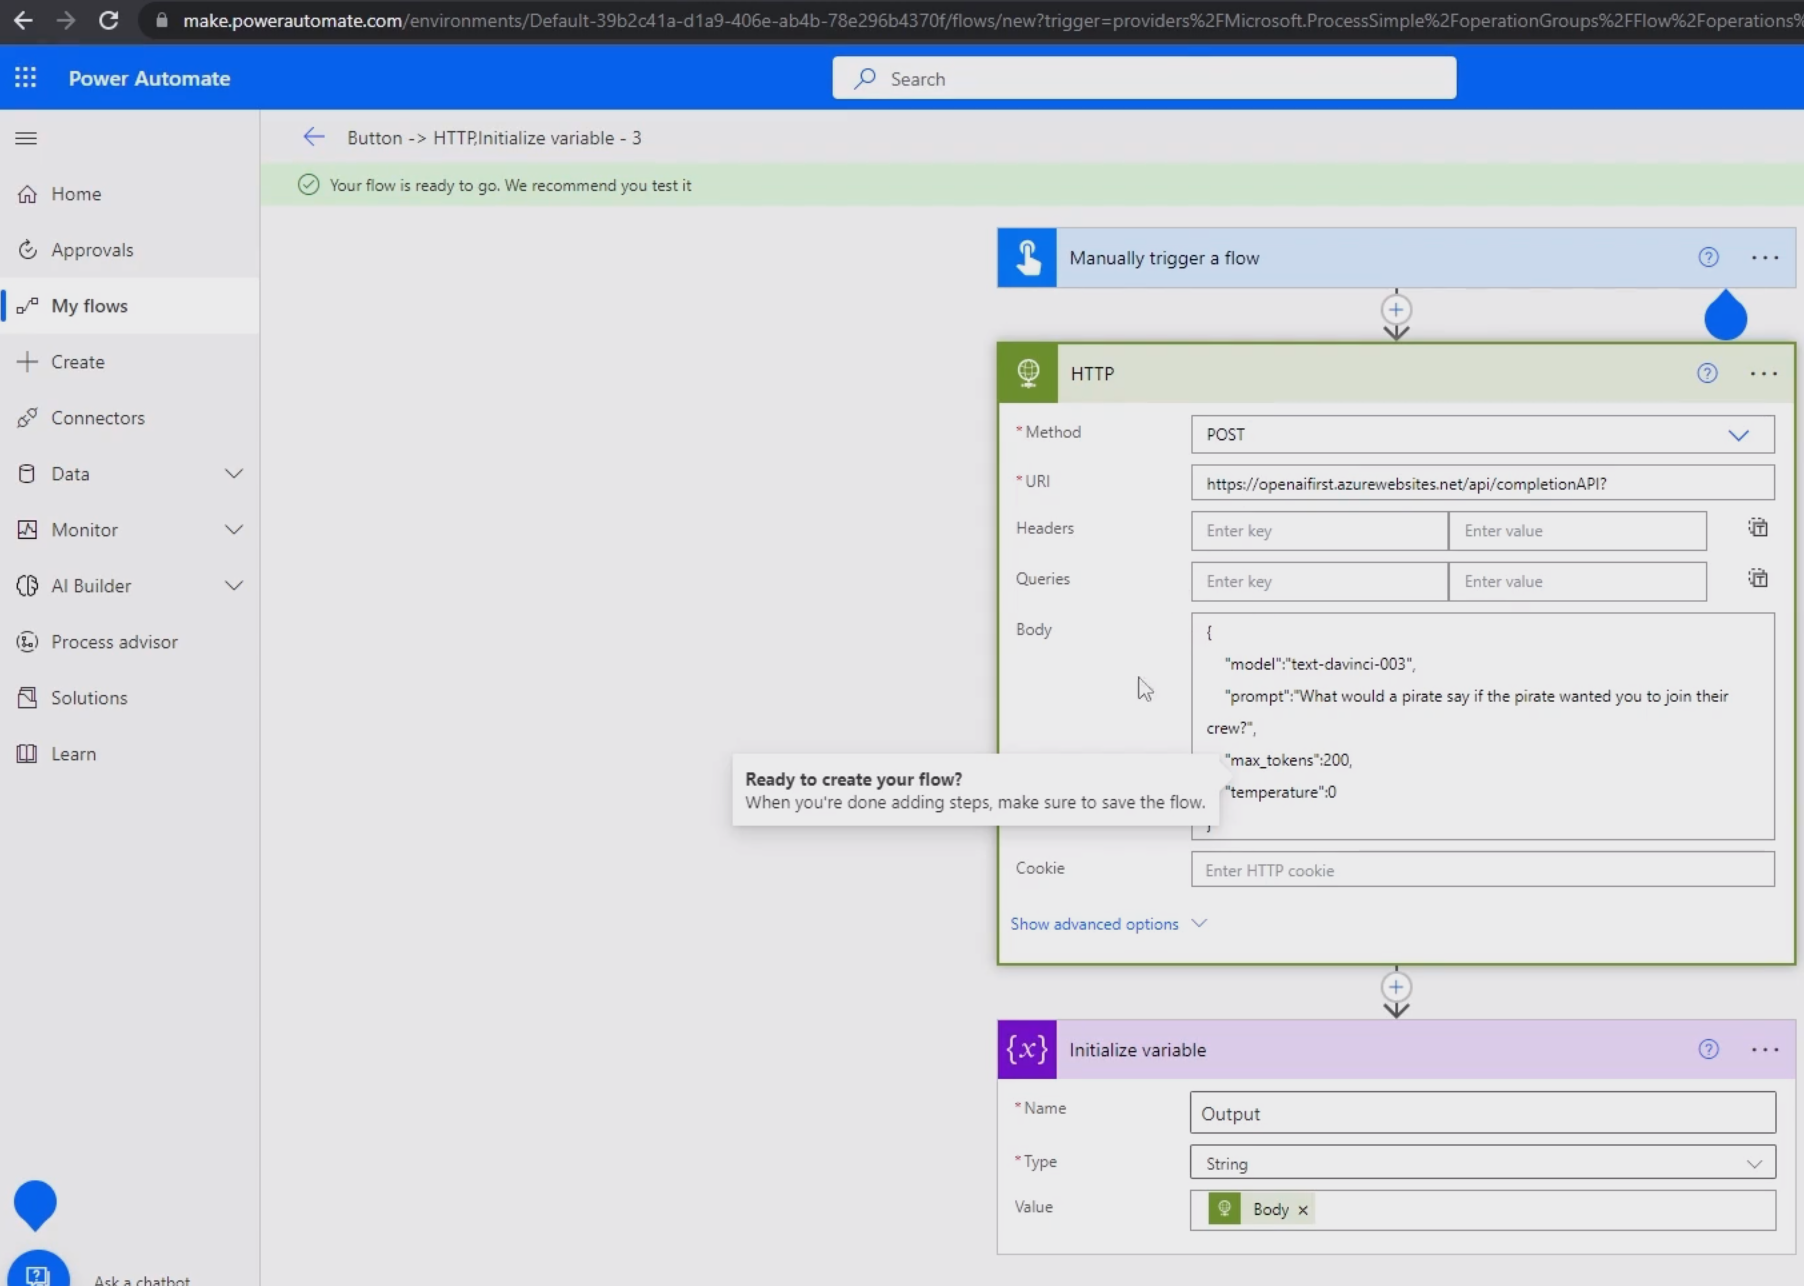 make.powerautomate.com/environments/Default-39b2c41a-d1a9-406e-ab4b-78e296b4370f/flows/new?trigger=providers%2FMicrosoft.ProcessSimple%2FoperationGroups%2FFlow%2Foperations%
Power Automate
Search
Button -> HTTP,Initialize variable - 3
Your flow is ready to go. We recommend you test it
Home
Approvals
My flows
Create
Connectors
Data
Monitor
AI Builder
Process advisor
Solutions
Learn
Ask a chatbot
Manually trigger a flow
HTTP
* Method
POST
* URI
https://openaifirst.azurewebsites.net/api/completionAPI?
Headers
Enter key
Enter value
Queries
Enter key
Enter value
Body
{
"model":"text-davinci-003",
"prompt":"What would a pirate say if the pirate wanted you to join their
crew?",
"max_tokens":200,
"temperature":0
}
Ready to create your flow?
When you're done adding steps, make sure to save the flow.
Cookie
Enter HTTP cookie
Show advanced options
{x} Initialize variable
* Name
Output
* Type
String
Value
Body ×